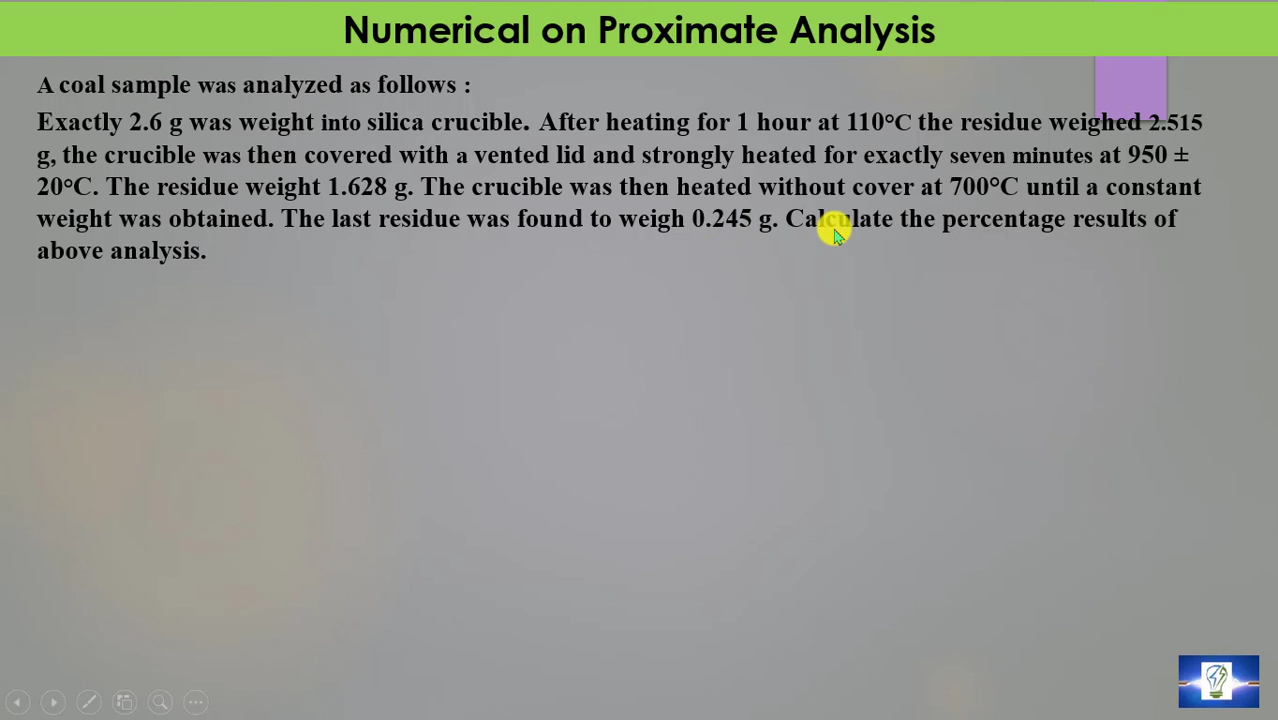 Numerical on Proximate Analysis
A coal sample was analyzed as follows :
Exactly 2.6 g was weight into silica crucible. After heating for 1 hour at 110°C the residue weighed 2.515
g, the crucible was then covered with a vented lid and strongly heated for exactly seven minutes at 950 ±
20°C. The residue weight 1.628 g. The crucible was then heated without cover at 700°C until a constant
weight was obtained. The last residue was found to weigh 0.245 g. Calculate the percentage results of
above analysis.